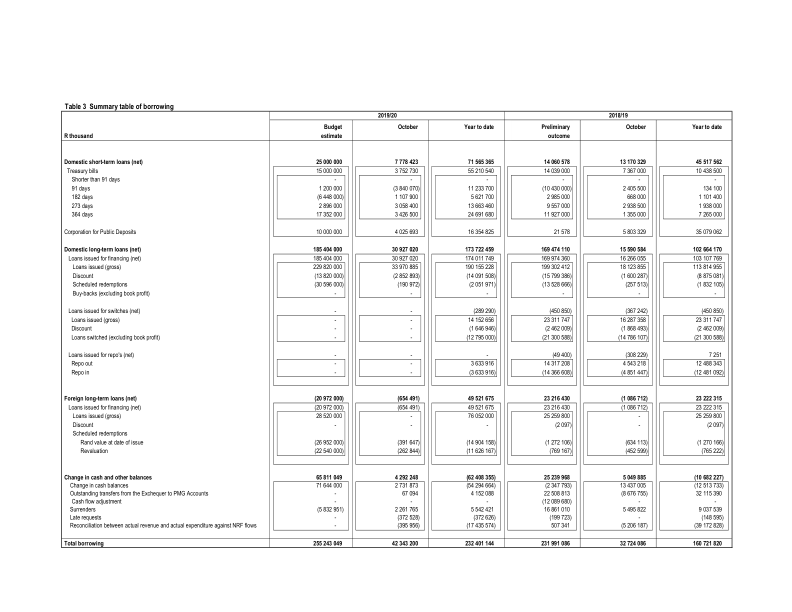 Table 3 Summary table of borrowing
2019/20 2018/19
Budget October Year to date Preliminary October Year to date
R thousand estimate outcome
Domestic short-term loans (net) 25 000 000 7 778 423 71 565 365 14 060 578 13 170 329 45 517 562
Treasury bills 15 000 000 3 752 730 55 210 540 14 039 000 7 367 000 10 438 500
Shorter than 91 days - - - - - -
91 days 1 200 000 (3 840 070) 11 233 700 (10 430 000) 2 405 500 134 100
182 days (6 448 000) 1 107 900 5 621 700 2 985 000 668 000 1 101 400
273 days 2 896 000 3 058 400 13 663 460 9 557 000 2 938 500 1 938 000
364 days 17 352 000 3 426 500 24 691 680 11 927 000 1 355 000 7 265 000
Corporation for Public Deposits 10 000 000 4 025 693 16 354 825 21 578 5 803 329 35 079 062
Domestic long-term loans (net) 185 404 000 30 927 020 173 722 459 169 474 110 15 590 584 102 664 170
Loans issued for financing (net) 185 404 000 30 927 020 174 011 749 169 974 360 16 266 055 103 107 769
Loans issued (gross) 229 820 000 33 970 885 190 155 228 199 302 412 18 123 855 113 814 955
Discount (13 820 000) (2 852 893) (14 091 508) (15 799 386) (1 600 287) (8 875 081)
Scheduled redemptions (30 596 000) (190 972) (2 051 971) (13 528 666) (257 513) (1 832 105)
Buy-backs (excluding book profit) - - - - - -
Loans issued for switches (net) - - (289 290) (450 850) (367 242) (450 850)
Loans issued (gross) - - 14 152 656 23 311 747 16 287 358 23 311 747
Discount - - (1 646 946) (2 462 009) (1 868 493) (2 462 009)
Loans switched (excluding book profit) - - (12 795 000) (21 300 588) (14 786 107) (21 300 588)
Loans issued for repo's (net) - - - (49 400) (308 229) 7 251
Repo out - - 3 633 916 14 317 208 4 543 218 12 488 343
Repo in - - (3 633 916) (14 366 608) (4 851 447) (12 481 092)
Foreign long-term loans (net) (20 972 000) (654 491) 49 521 675 23 216 430 (1 086 712) 23 222 315
Loans issued for financing (net) (20 972 000) (654 491) 49 521 675 23 216 430 (1 086 712) 23 222 315
Loans issued (gross) 28 520 000 - 76 052 000 25 259 800 - 25 259 800
Discount - - - (2 097) - (2 097)
Scheduled redemptions
Rand value at date of issue (26 952 000) (391 647) (14 904 158) (1 272 106) (634 113) (1 270 166)
Revaluation (22 540 000) (262 844) (11 626 167) (769 167) (452 599) (765 222)
Change in cash and other balances 65 811 049 4 292 248 (62 408 355) 25 239 968 5 049 885 (10 682 227)
Change in cash balances 71 644 000 2 731 873 (54 294 664) (2 347 793) 13 437 005 (12 513 733)
Outstanding transfers from the Exchequer to PMG Accounts - 67 094 4 152 088 22 508 813 (8 676 755) 32 115 390
Cash flow adjustment - - - (12 089 680) - -
Surrenders (5 832 951) 2 261 765 5 542 421 16 861 010 5 495 822 9 037 539
Late requests - (372 528) (372 626) (199 723) - (148 595)
Reconciliation between actual revenue and actual expenditure against NRF flows - (395 956) (17 435 574) 507 341 (5 206 187) (39 172 828)
Total borrowing 255 243 049 42 343 200 232 401 144 231 991 086 32 724 086 160 721 820